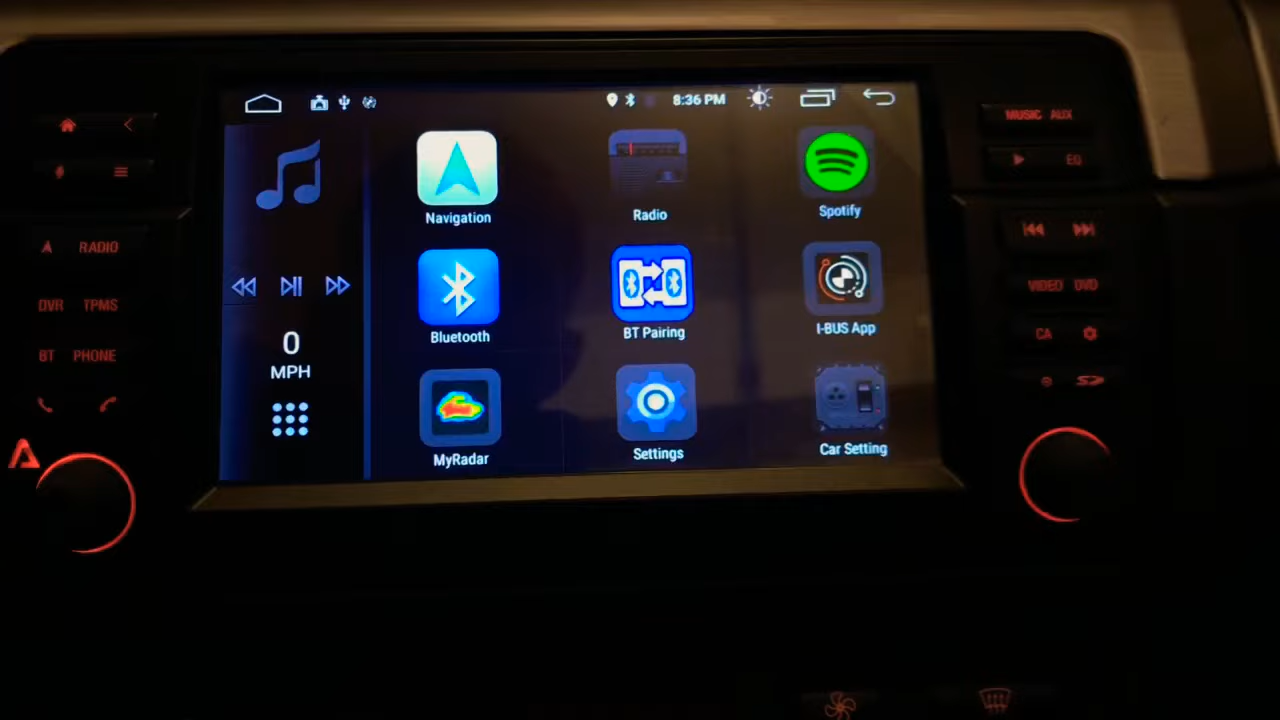 8:36 PM
MUSIC AUX
EQ
Navigation
Radio
Spotify
RADIO
DVR TPMS
BT PHONE
Bluetooth
BT Pairing
I-BUS App
VIDEO DVD
CA
0
MPH
MyRadar
Settings
Car Setting